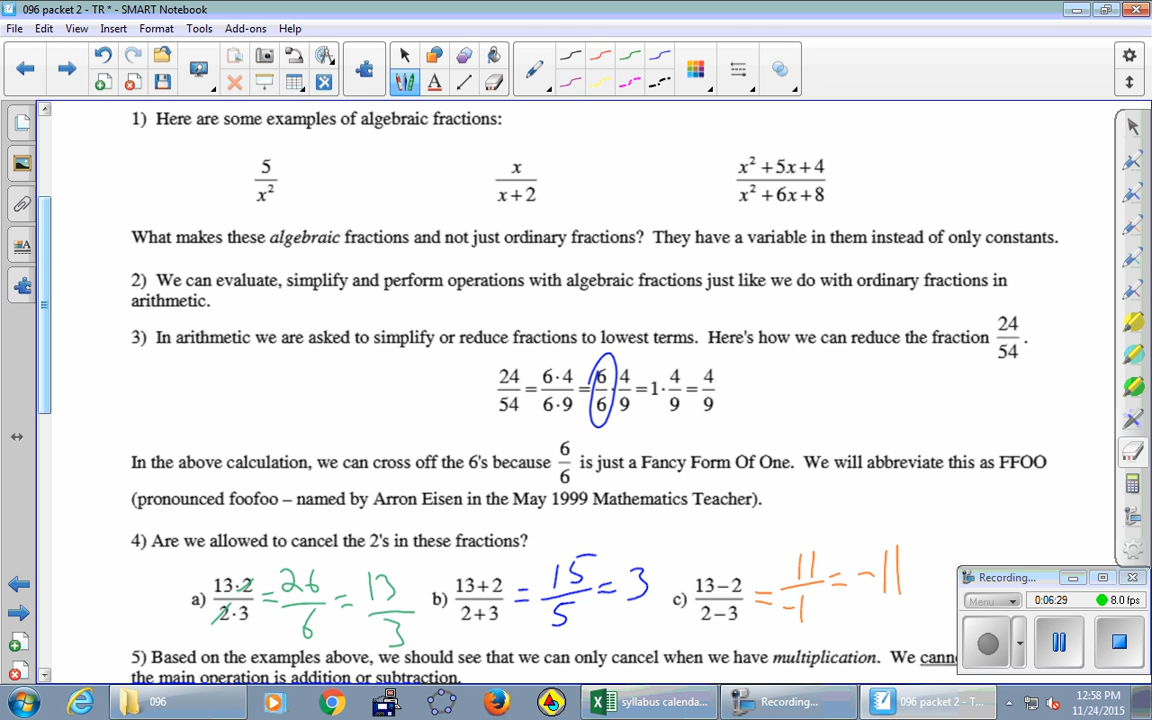 096 packet 2 - TR * - SMART Notebook
File Edit View Insert Format Tools Add-ons Help
1) Here are some examples of algebraic fractions:
5/x² x/(x+2) (x²+5x+4)/(x²+6x+8)
What makes these algebraic fractions and not just ordinary fractions? They have a variable in them instead of only constants.
2) We can evaluate, simplify and perform operations with algebraic fractions just like we do with ordinary fractions in
arithmetic.
3) In arithmetic we are asked to simplify or reduce fractions to lowest terms. Here's how we can reduce the fraction 24/54.
24/54 = 6·4/6·9 = 6/6·4/9 = 1·4/9 = 4/9
In the above calculation, we can cross off the 6's because 6/6 is just a Fancy Form Of One. We will abbreviate this as FFOO
(pronounced foofoo – named by Arron Eisen in the May 1999 Mathematics Teacher).
4) Are we allowed to cancel the 2's in these fractions?
a) 13·2/2·3 = 26/6 = 13/3 b) (13+2)/(2+3) = 15/5 = 3 c) (13−2)/(2−3) = 11/-1 = -11
5) Based on the examples above, we should see that we can only cancel when we have multiplication. We
the main operation is addition or subtraction.
Recording...
Menu 0:06:29 8.0 fps
096 syllabus calenda... Recording... 096 packet 2 - T...
12:58 PM
11/24/2015